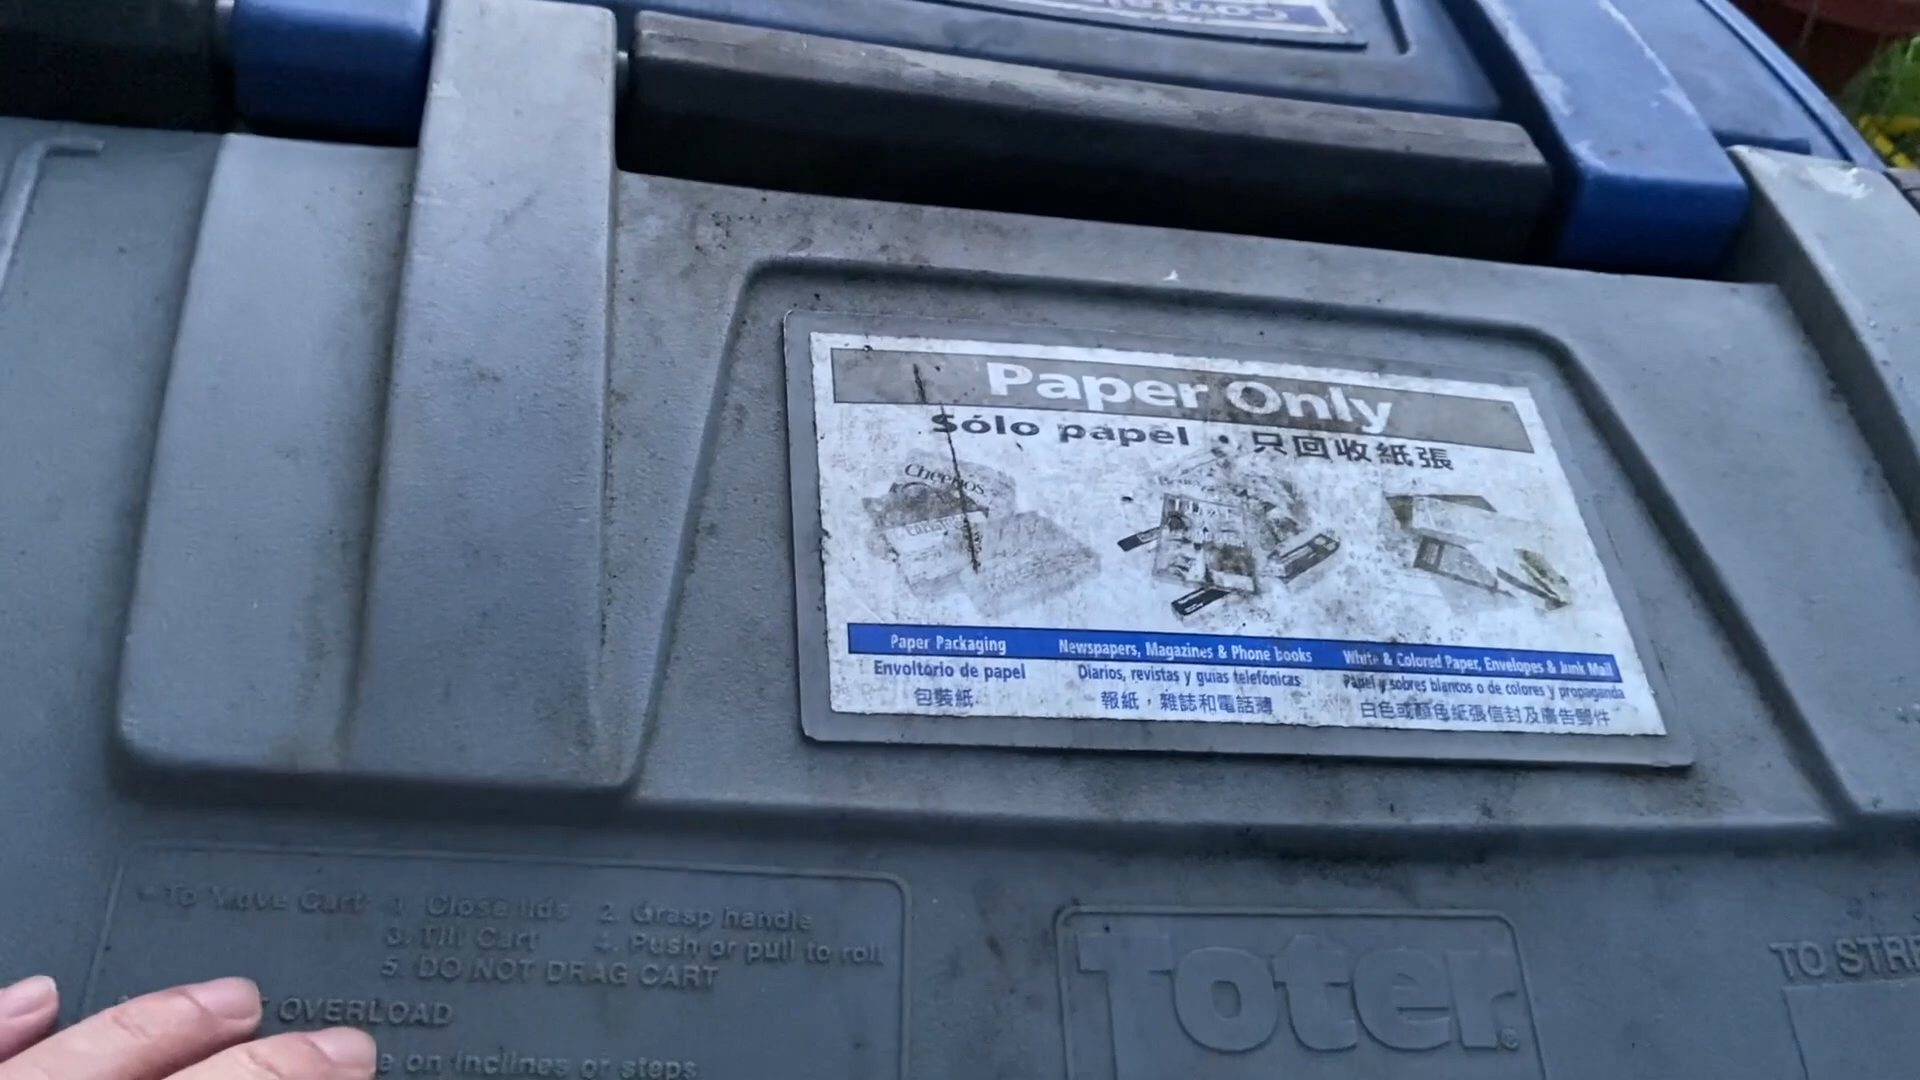 Paper Only
Sólo papel • 只回收紙張
Cheerios
Paper Packaging
Envoltorio de papel
包裝紙
Newspapers, Magazines & Phone books
Diarios, revistas y guías telefónicas
報紙，雜誌和電話薄
White & Colored Paper, Envelopes & Junk Mail
Papel y sobres blancos o de colores y propaganda
白色或顏色紙張信封及廣告郵件
To Move Cart: 1. Close lids 2. Grasp handle
3. Tilt Cart 4. Push or pull to roll
5. DO NOT DRAG CART
OVERLOAD
on inclines or steps
Toter®
TO STR